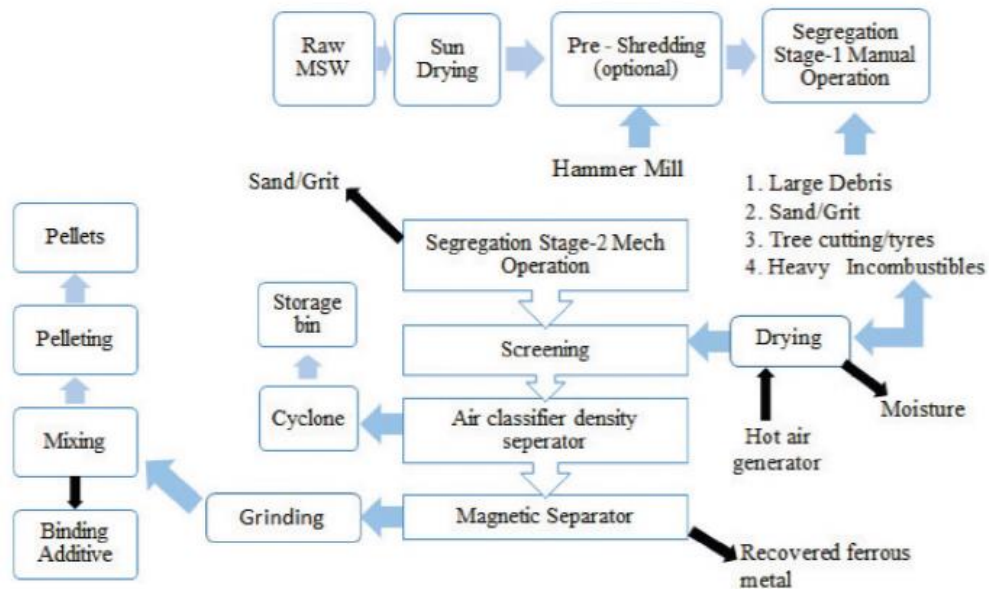 Raw
MSW
Sun
Drying
Pre - Shredding
(optional)
Segregation
Stage-1 Manual
Operation
Hammer Mill
1. Large Debris
2. Sand/Grit
3. Tree cutting/tyres
4. Heavy Incombustibles
Sand/Grit
Segregation Stage-2 Mech
Operation
Pellets
Storage
bin
Pelleting
Screening
Drying
Moisture
Cyclone
Air classifier density
seperator
Mixing
Hot air
generator
Grinding
Magnetic Separator
Binding
Additive
Recovered ferrous
metal